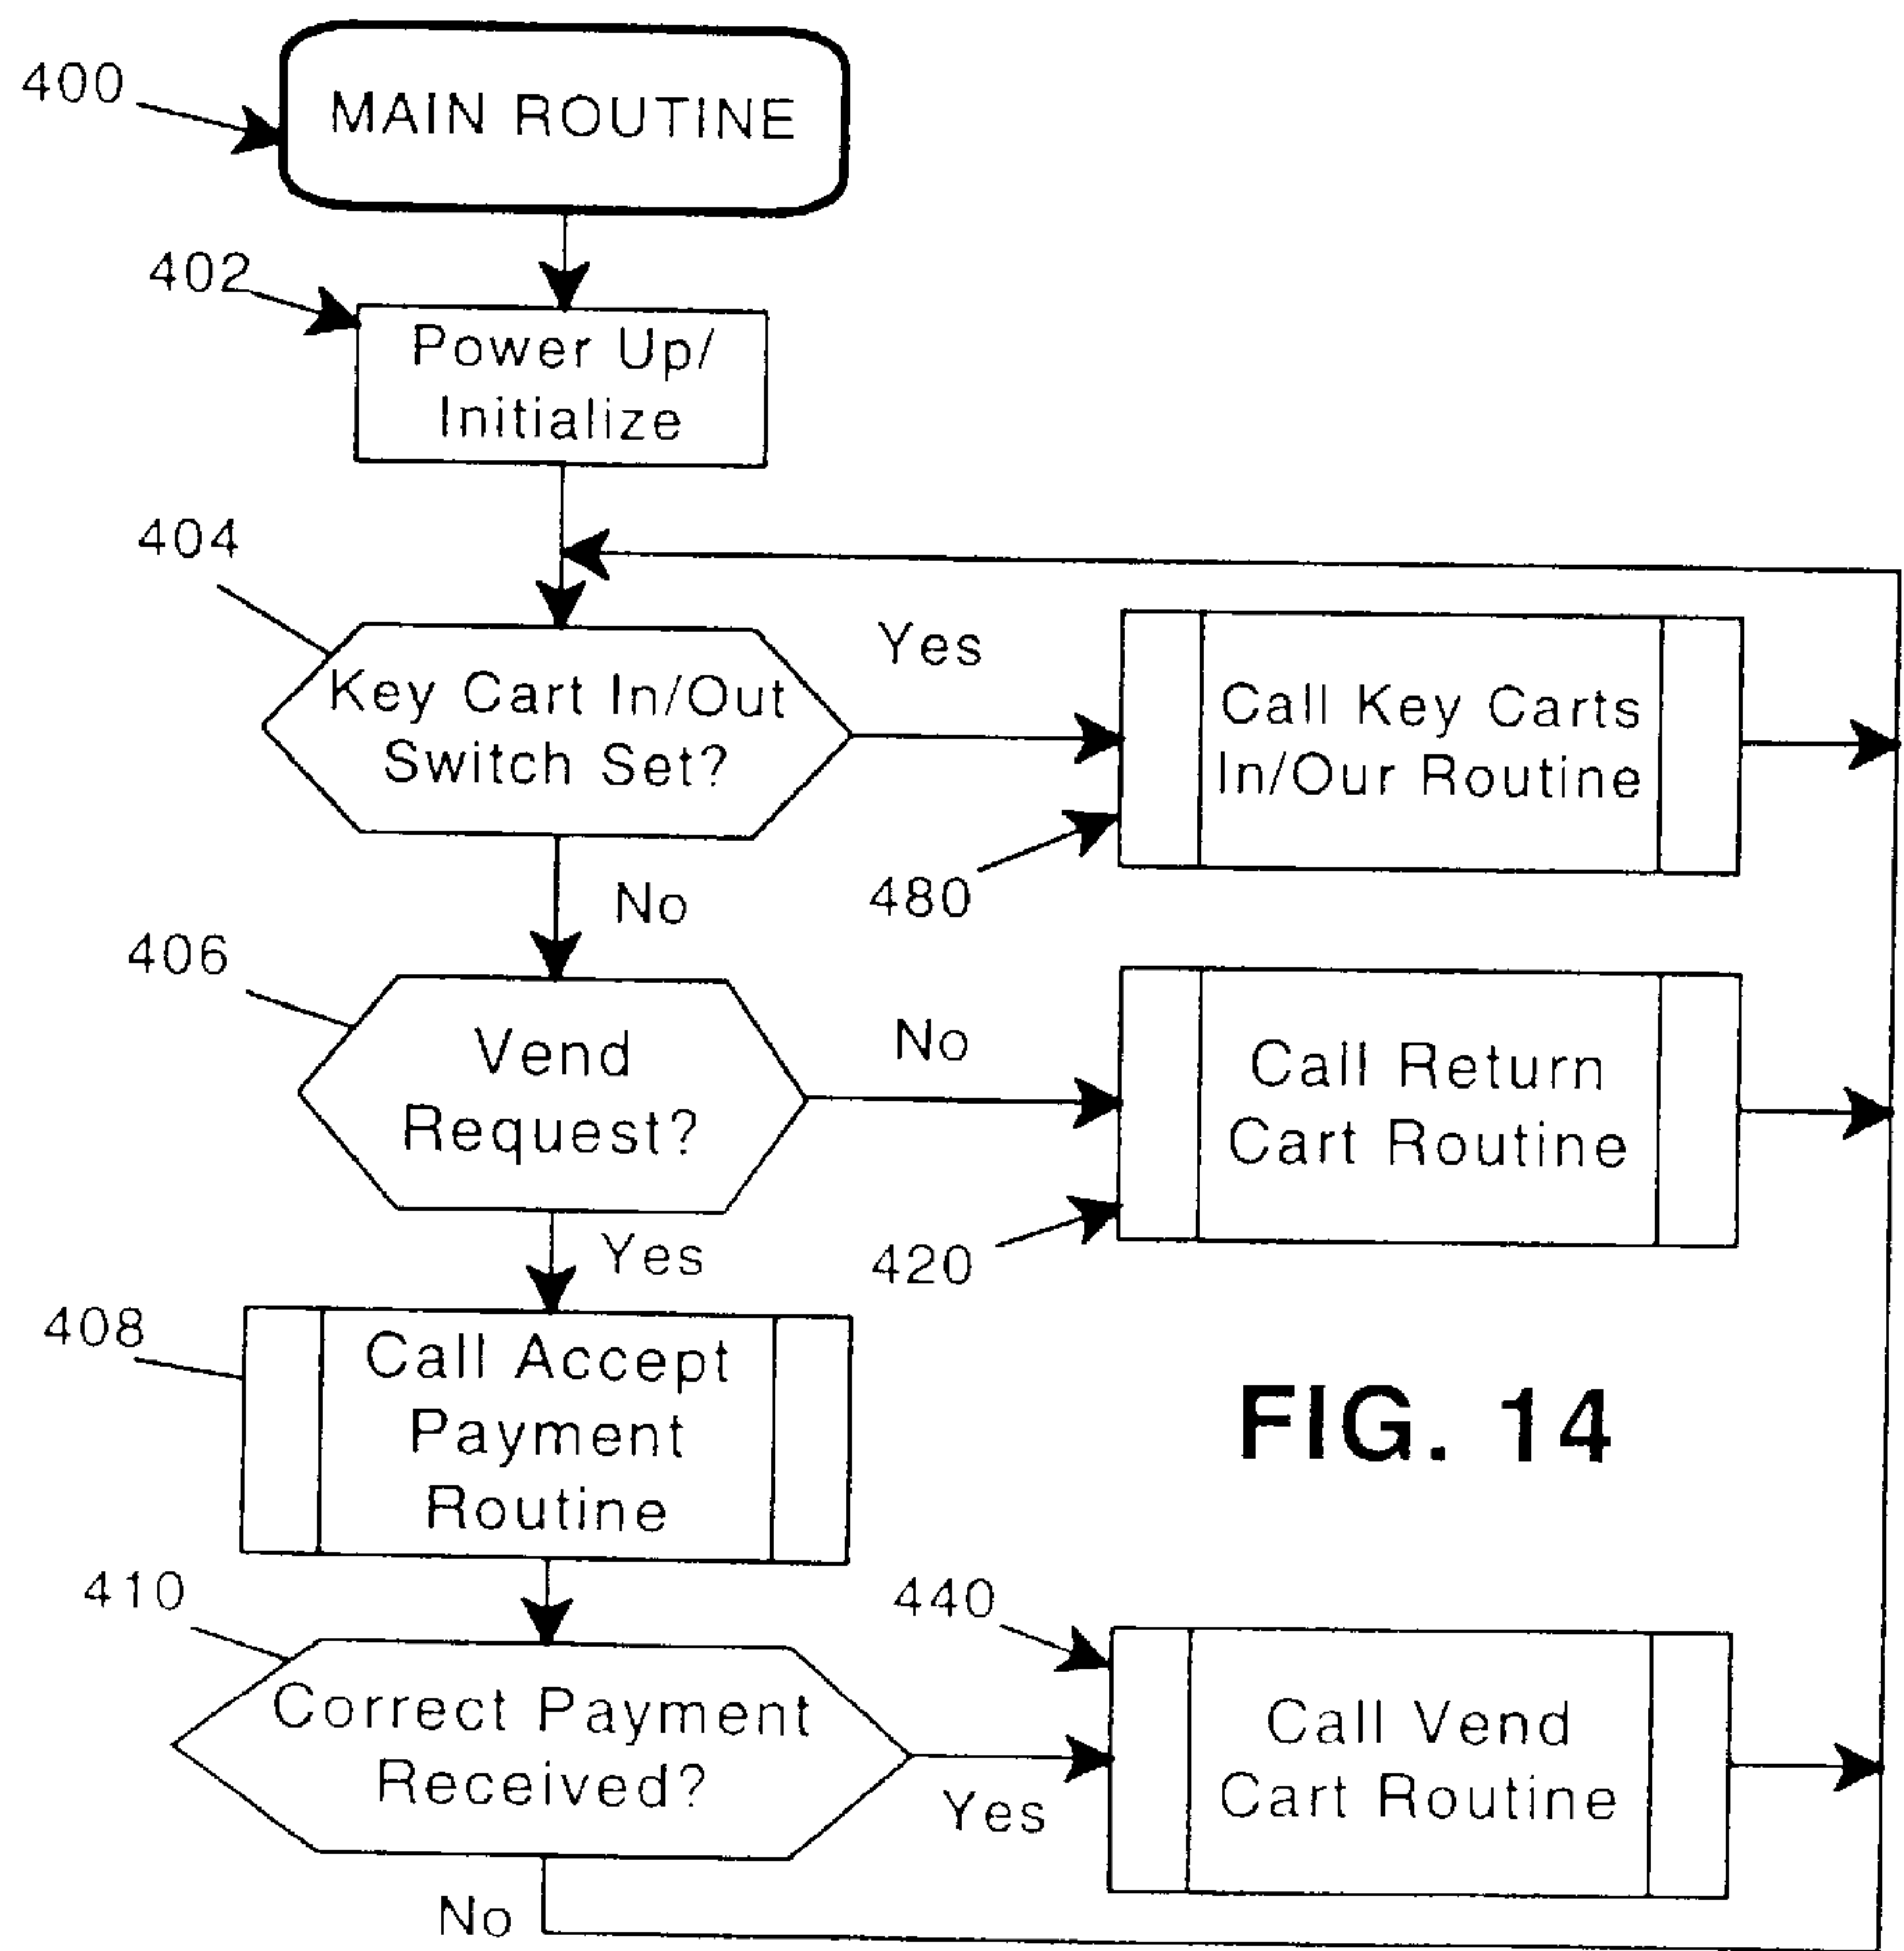 400
MAIN ROUTINE
402
Power Up/
Initialize
404
Key Cart In/Out
Switch Set?
Yes
Call Key Carts
In/Our Routine
480
No
406
Vend
Request?
No
Call Return
Cart Routine
420
Yes
408
Call Accept
Payment
Routine
FIG. 14
410
Correct Payment
Received?
440
Yes
Call Vend
Cart Routine
No